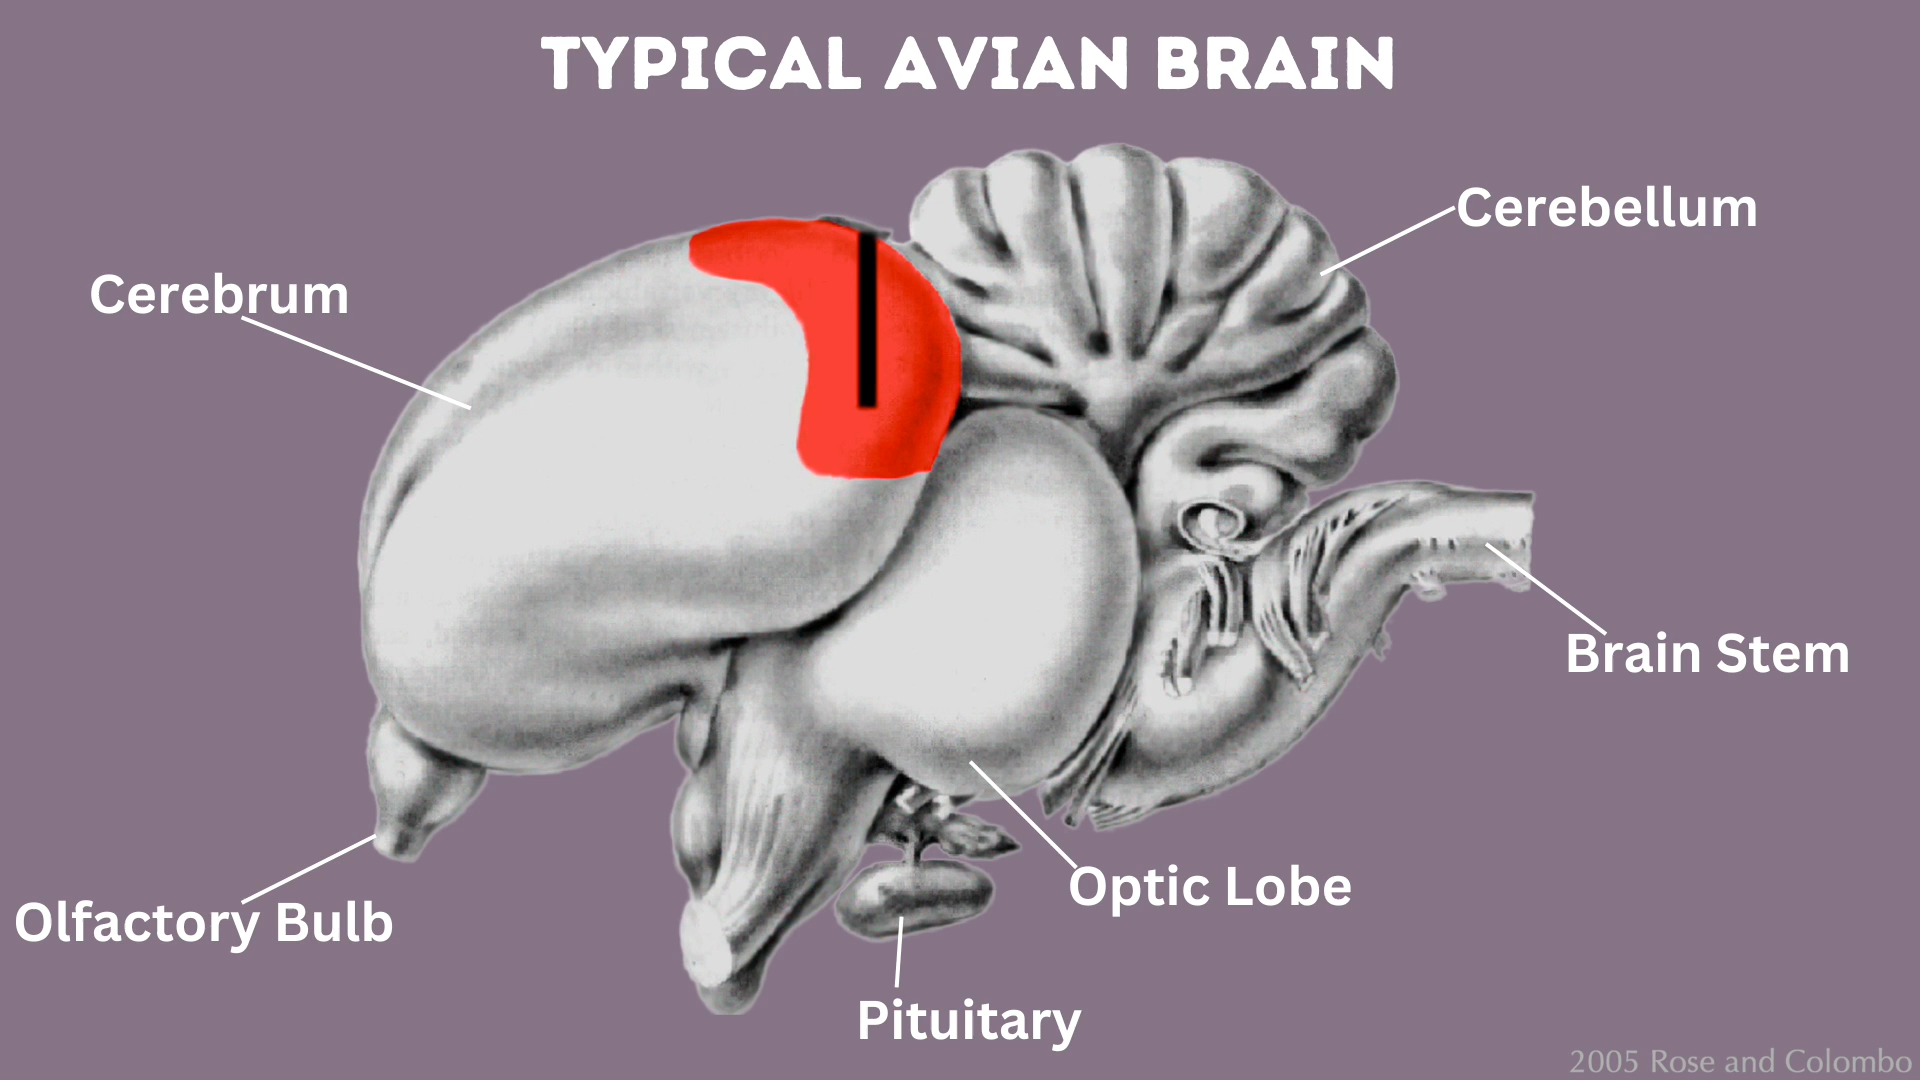 TYPICAL AVIAN BRAIN
Cerebellum
Cerebrum
Brain Stem
Optic Lobe
Olfactory Bulb
Pituitary
2005 Rose and Colombo